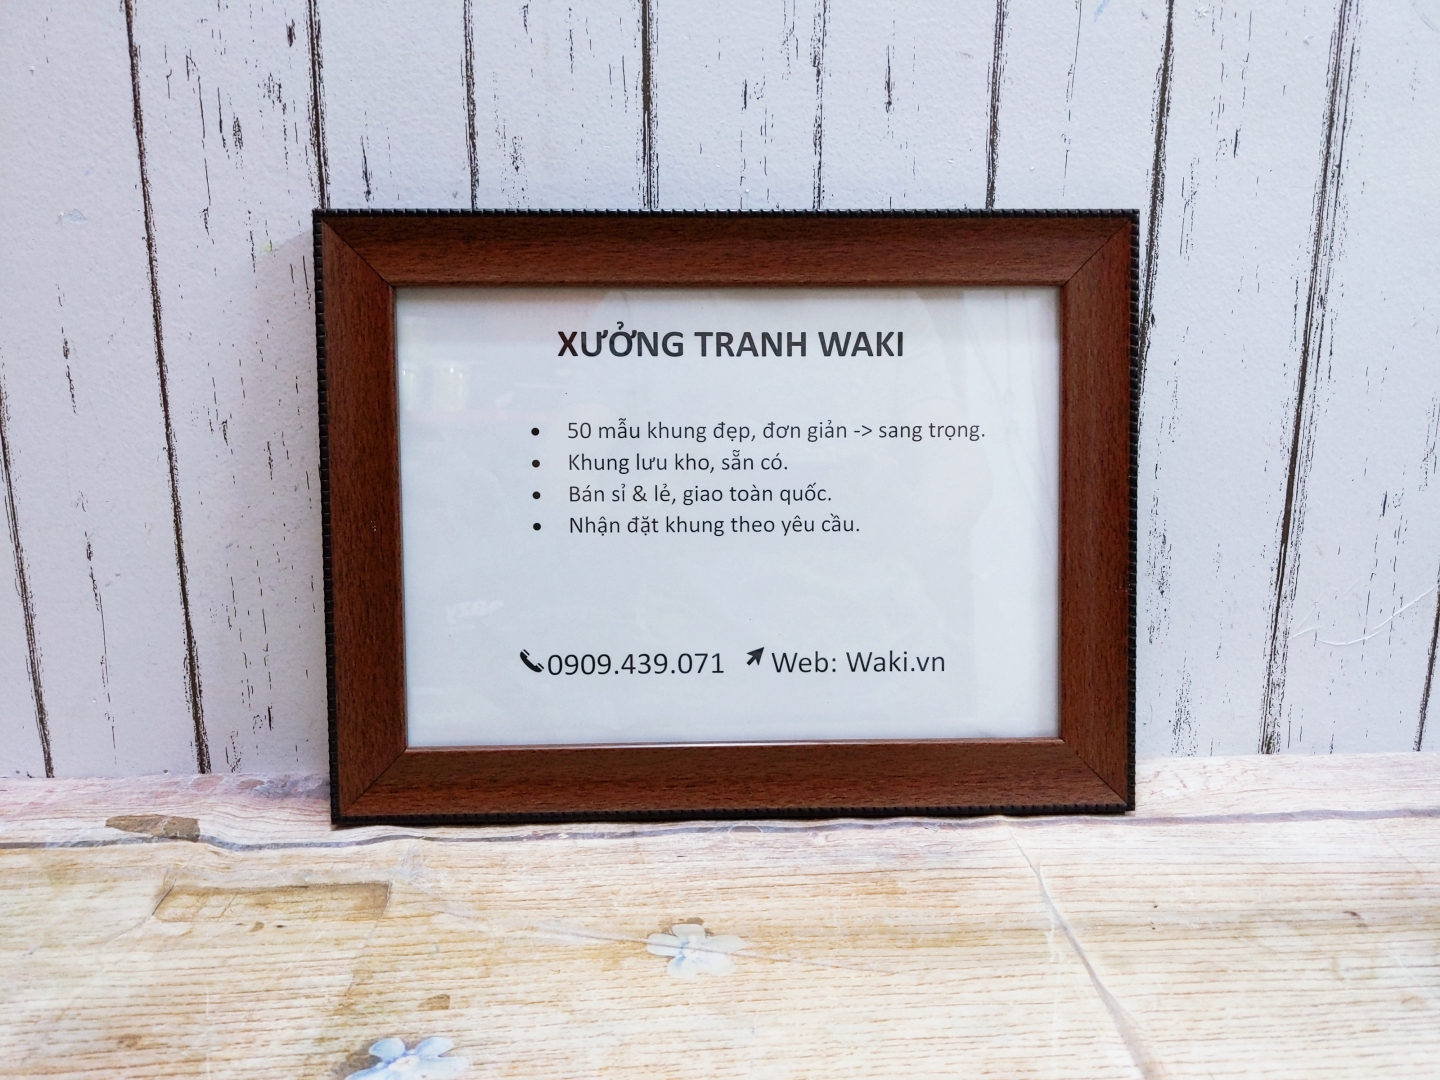 XƯỞNG TRANH WAKI
• 50 mẫu khung đẹp, đơn giản -> sang trọng.
• Khung lưu kho, sẵn có.
• Bán sỉ & lẻ, giao toàn quốc.
• Nhận đặt khung theo yêu cầu.
0909.439.071 Web: Waki.vn